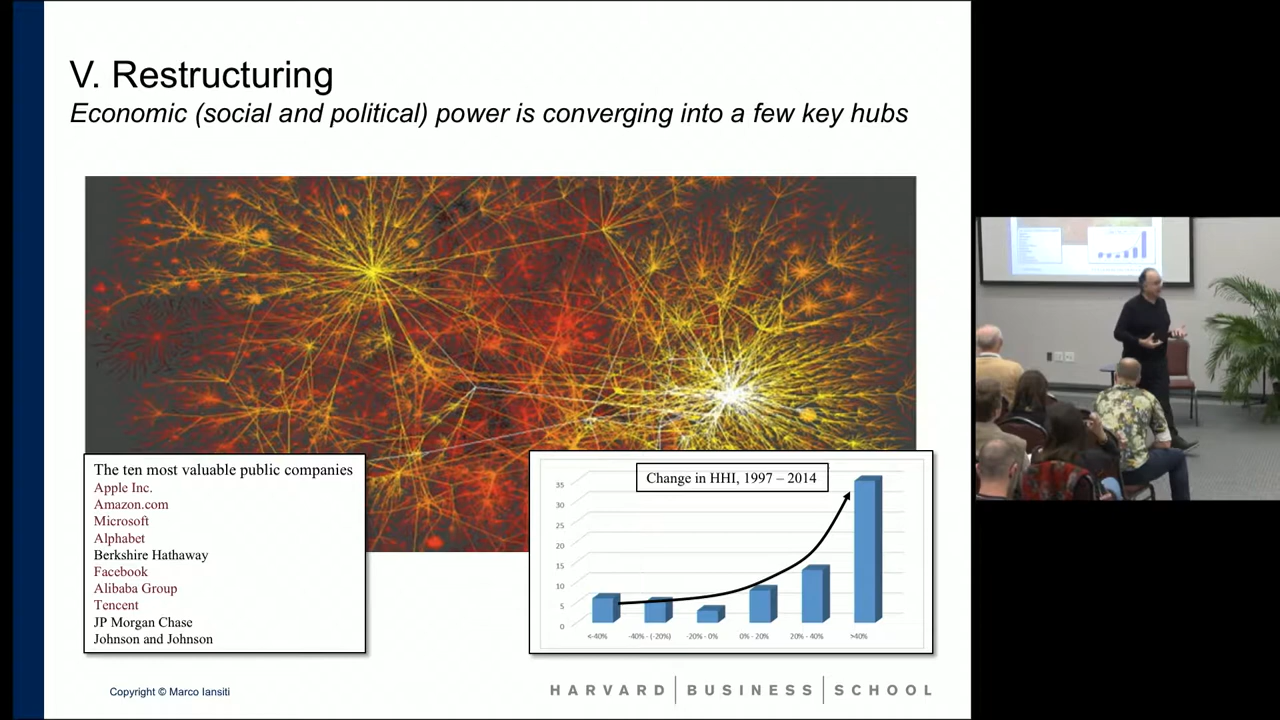 V. Restructuring
Economic (social and political) power is converging into a few key hubs
The ten most valuable public companies
Apple Inc.
Amazon.com
Microsoft
Alphabet
Berkshire Hathaway
Facebook
Alibaba Group
Tencent
JP Morgan Chase
Johnson and Johnson
Change in HHI, 1997 – 2014
35
30
25
20
15
10
5
0
<-40% -40% - (-20%) -20% - 0% 0% - 20% 20% - 40% >40%
Copyright © Marco Iansiti
HARVARD | BUSINESS | SCHOOL